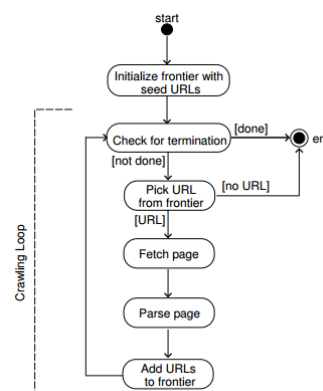 start
Initialize frontier with
seed URLs
Check for termination
[done]
en
[not done]
Pick URL
from frontier
[no URL]
[URL]
Crawling Loop
Fetch page
Parse page
Add URLs
to frontier